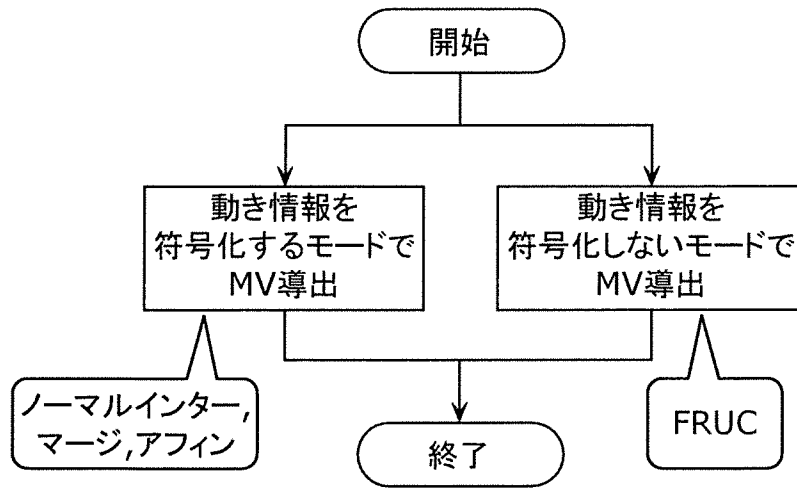 開始
動き情報を
符号化するモードで
MV導出
動き情報を
符号化しないモードで
MV導出
ノーマルインター,
マージ,アフィン
FRUC
終了